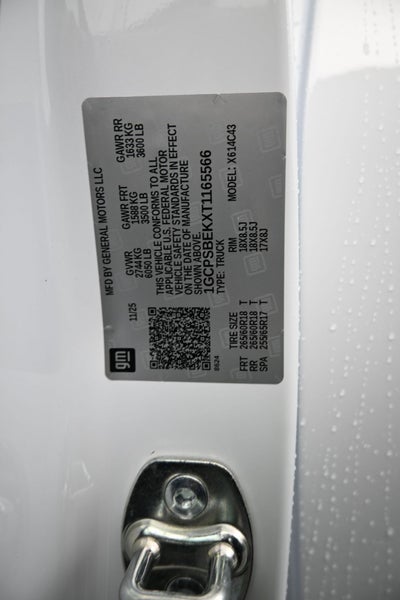 MFD BY GENERAL MOTORS LLC
11/25
GVWR
2744 KG
6050 LB
GAWR FRT
1588 KG
3500 LB
GAWR RR
1633 KG
3600 LB
THIS VEHICLE CONFORMS TO ALL
APPLICABLE U.S. FEDERAL MOTOR
VEHICLE SAFETY STANDARDS IN EFFECT
ON THE DATE OF MANUFACTURE
SHOWN ABOVE.
1GCPSBEKXT1165566
TYPE: TRUCK
MODEL: X614C43
gm
8624
TIRE SIZE RIM
FRT 265/60R18 T 18X8.5J
RR 265/60R18 T 18X8.5J
SPA 255/65R17 T 17X8J